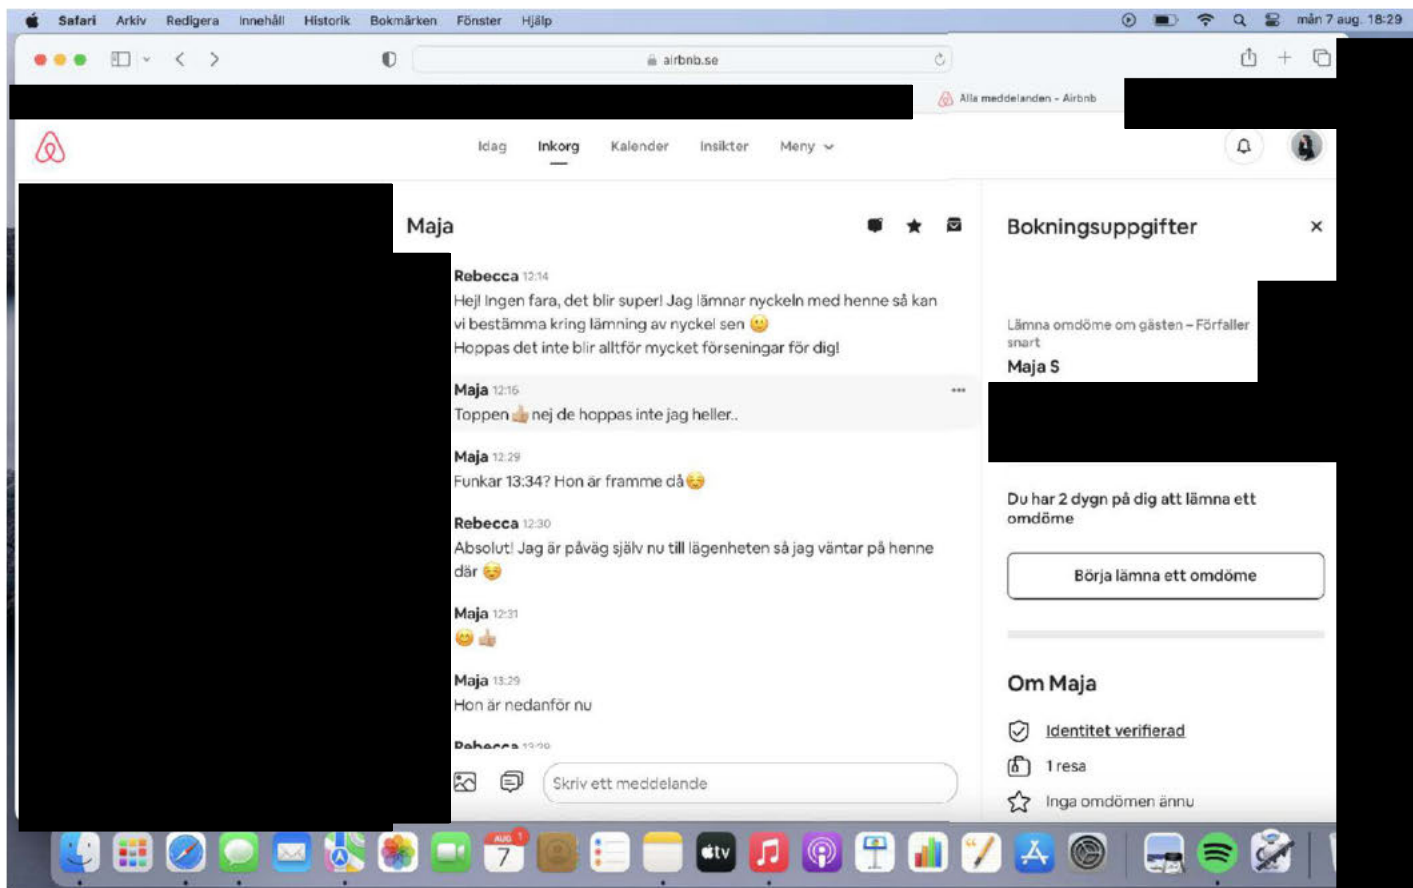 Safari Arkiv Redigera Innehåll Historik Bokmärken Fönster Hjälp mån 7 aug. 18:29
airbnb.se
Alla meddelanden - Airbnb
Idag Inkorg Kalender Insikter Meny
Maja
Rebecca 12:14
Hej! Ingen fara, det blir super! Jag lämnar nyckeln med henne så kan
vi bestämma kring lämning av nyckel sen 🙂
Hoppas det inte blir alltför mycket förseningar för dig!
Maja 12:16
Toppen 👍🏼 nej de hoppas inte jag heller..
Maja 12:29
Funkar 13:34? Hon är framme då ☺️
Rebecca 12:30
Absolut! Jag är påväg själv nu till lägenheten så jag väntar på henne
där ☺️
Maja 12:31
😊 👍🏼
Maja 13:29
Hon är nedanför nu
Rebecca 13:29
Skriv ett meddelande
Bokningsuppgifter
Lämna omdöme om gästen – Förfaller
snart
Maja S
Du har 2 dygn på dig att lämna ett
omdöme
Börja lämna ett omdöme
Om Maja
Identitet verifierad
1 resa
Inga omdömen ännu
AUG 1
7
tv